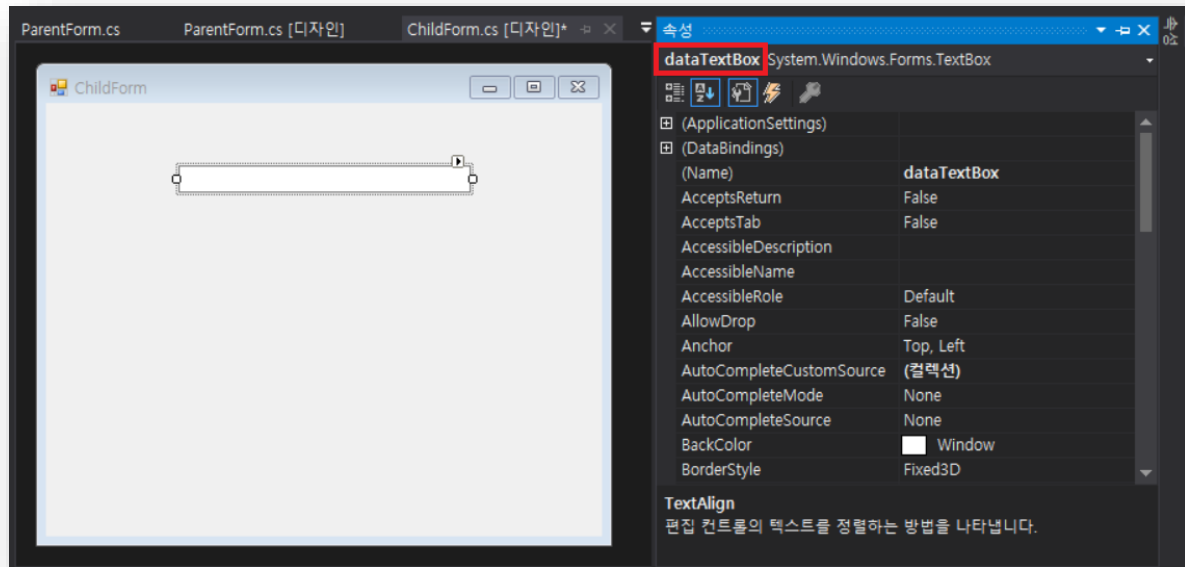 ParentForm.cs
ParentForm.cs [디자인]
ChildForm.cs [디자인]*
ChildForm
속성
dataTextBox System.Windows.Forms.TextBox
(ApplicationSettings)
(DataBindings)
(Name) dataTextBox
AcceptsReturn False
AcceptsTab False
AccessibleDescription
AccessibleName
AccessibleRole Default
AllowDrop False
Anchor Top, Left
AutoCompleteCustomSource (컬렉션)
AutoCompleteMode None
AutoCompleteSource None
BackColor Window
BorderStyle Fixed3D
TextAlign
편집 컨트롤의 텍스트를 정렬하는 방법을 나타냅니다.